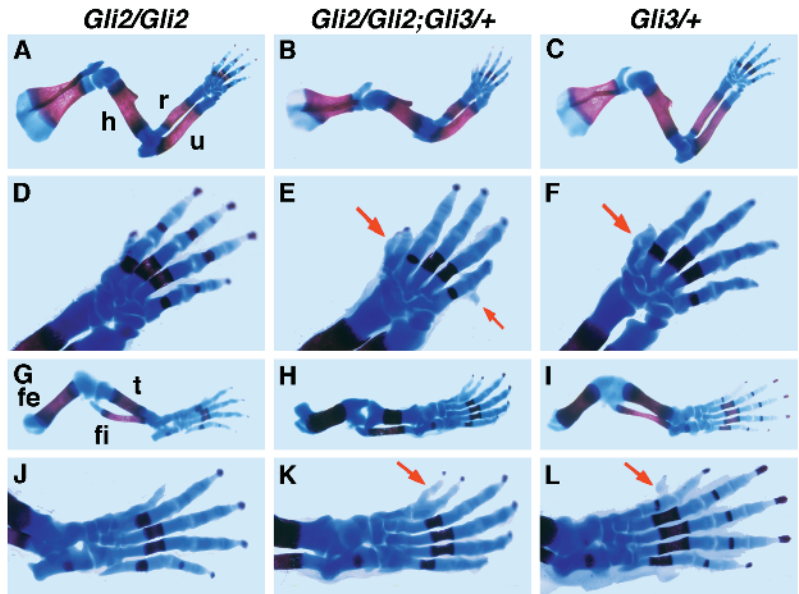 Gli2/Gli2 Gli2/Gli2;Gli3/+ Gli3/+
A B C
r
h
u
D E F
G H I
fe t
fi
J K L